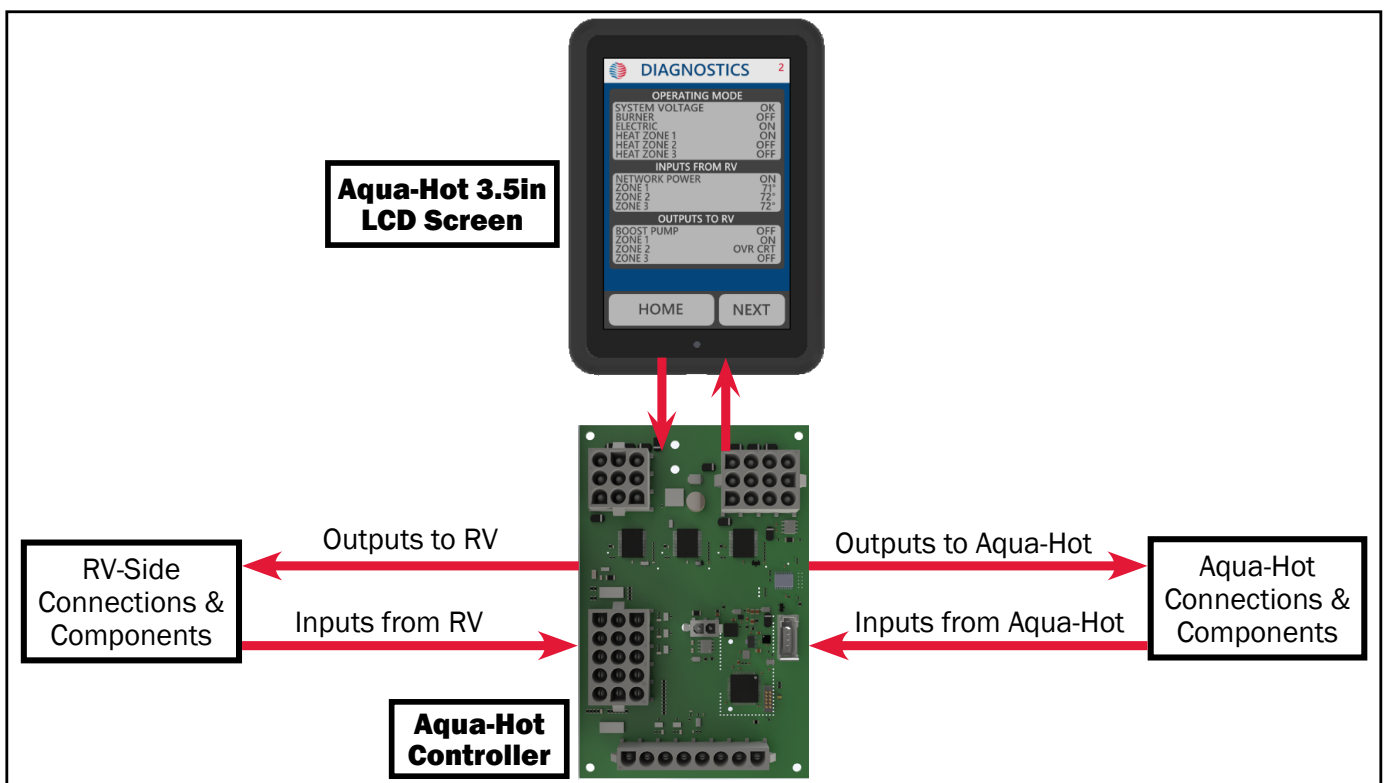 DIAGNOSTICS 2
OPERATING MODE
SYSTEM VOLTAGE OK
BURNER OFF
ELECTRIC ON
HEAT ZONE 1 ON
HEAT ZONE 2 OFF
HEAT ZONE 3 OFF
INPUTS FROM RV
NETWORK POWER ON
ZONE 1 71°
ZONE 2 72°
ZONE 3 72°
OUTPUTS TO RV
BOOST PUMP OFF
ZONE 1 ON
ZONE 2 OVR CRT
ZONE 3 OFF
HOME NEXT
Aqua-Hot 3.5in
LCD Screen
Outputs to RV
Inputs from RV
RV-Side
Connections &
Components
Outputs to Aqua-Hot
Inputs from Aqua-Hot
Aqua-Hot
Connections &
Components
Aqua-Hot
Controller